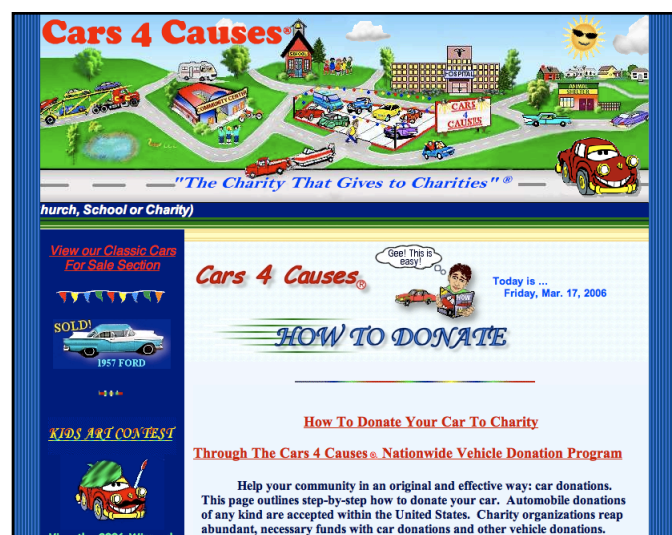 Cars 4 Causes®
SCHOOL
HOSPITAL
COMMUNITY CENTER
ANIMAL
CARS
4
CAUSES
"The Charity That Gives to Charities" ®
hurch, School or Charity)
View our Classic Cars
For Sale Section
SOLD!
1957 FORD
KIDS ART CONTEST
Gee! This is
easy!
Cars 4 Causes®
Today is ...
Friday, Mar. 17, 2006
HOW TO DONATE
How To Donate Your Car To Charity
Through The Cars 4 Causes®, Nationwide Vehicle Donation Program
Help your community in an original and effective way: car donations.
This page outlines step-by-step how to donate your car. Automobile donations
of any kind are accepted within the United States. Charity organizations reap
abundant, necessary funds with car donations and other vehicle donations.